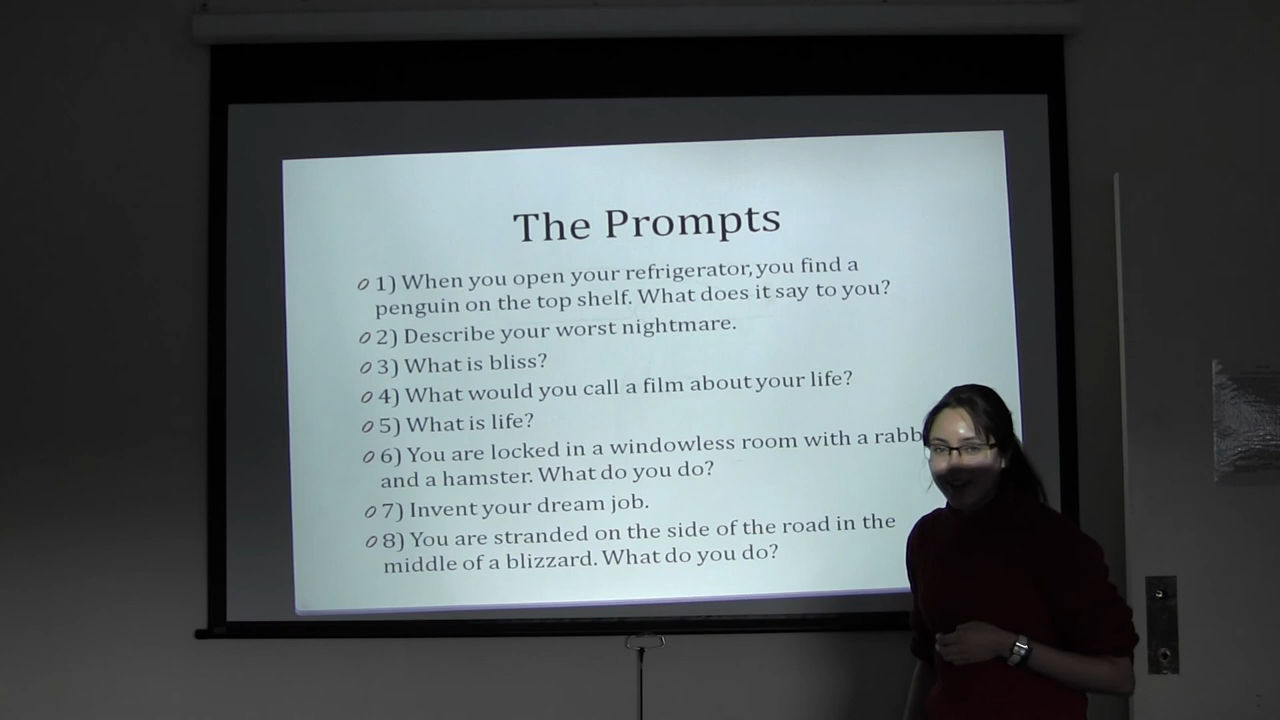 The Prompts
1) When you open your refrigerator, you find a
penguin on the top shelf. What does it say to you?
2) Describe your worst nightmare.
3) What is bliss?
4) What would you call a film about your life?
5) What is life?
6) You are locked in a windowless room with a rabb
and a hamster. What do you do?
7) Invent your dream job.
8) You are stranded on the side of the road in the
middle of a blizzard. What do you do?